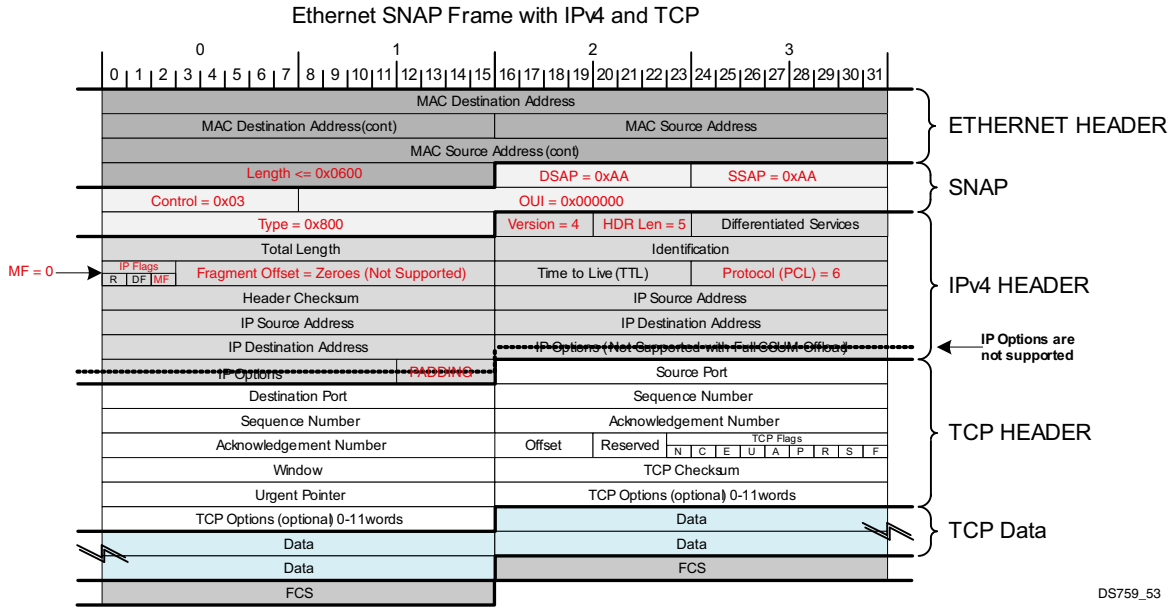 Ethernet SNAP Frame with IPv4 and TCP
0 1 2 3
0 1 2 3 4 5 6 7 8 9 10 11 12 13 14 15 16 17 18 19 20 21 22 23 24 25 26 27 28 29 30 31
MAC Destination Address
MAC Destination Address(cont) MAC Source Address
ETHERNET HEADER
MAC Source Address (cont)
Length <= 0x0600 DSAP = 0xAA SSAP = 0xAA
SNAP
Control = 0x03 OUI = 0x000000
Type = 0x800 Version = 4 HDR Len = 5 Differentiated Services
Total Length Identification
MF = 0
IP Flags
R DF MF
Fragment Offset = Zeroes (Not Supported) Time to Live (TTL) Protocol (PCL) = 6
IPv4 HEADER
Header Checksum IP Source Address
IP Source Address IP Destination Address
IP Destination Address IP Options (Not Supported with Full CSUM Offload)
IP Options are
not supported
IP Options PADDING Source Port
Destination Port Sequence Number
Sequence Number Acknowledgement Number
TCP HEADER
Acknowledgement Number Offset Reserved
TCP Flags
N C E U A P R S F
Window TCP Checksum
Urgent Pointer TCP Options (optional) 0-11words
TCP Options (optional) 0-11words Data
TCP Data
Data Data
Data FCS
FCS
DS759_53